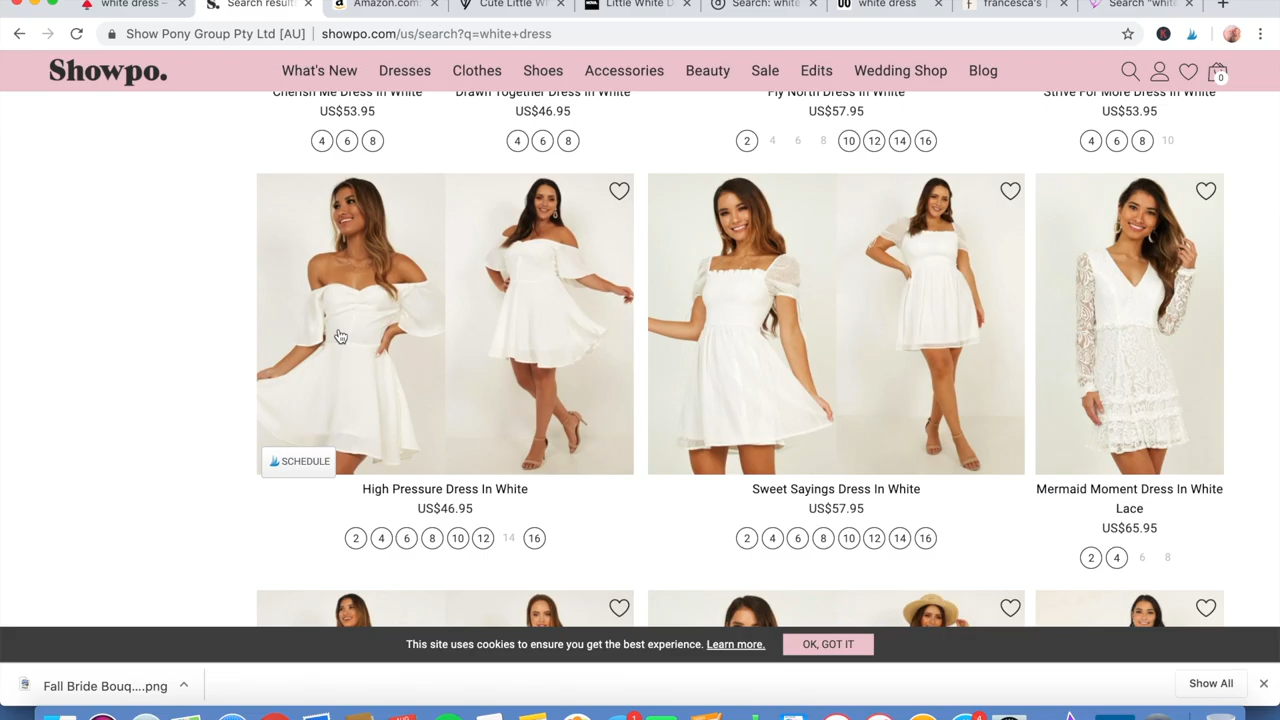 white dress –
Search results
Amazon.com:
Cute Little W
Little White D
Search: white
white dress
francesca's |
Search "white
Show Pony Group Pty Ltd [AU] | showpo.com/us/search?q=white+dress
Showpo. What's New Dresses Clothes Shoes Accessories Beauty Sale Edits Wedding Shop Blog 0
Cherish Me Dress In White Drawn Together Dress In White Fly North Dress In White Strive For More Dress In White
US$53.95 US$46.95 US$57.95 US$53.95
4 6 8 4 6 8 2 4 6 8 10 12 14 16 4 6 8 10
SCHEDULE
High Pressure Dress In White
US$46.95
2 4 6 8 10 12 14 16
Sweet Sayings Dress In White
US$57.95
2 4 6 8 10 12 14 16
Mermaid Moment Dress In White
Lace
US$65.95
2 4 6 8
This site uses cookies to ensure you get the best experience. Learn more. OK, GOT IT
Fall Bride Bouq....png
Show All